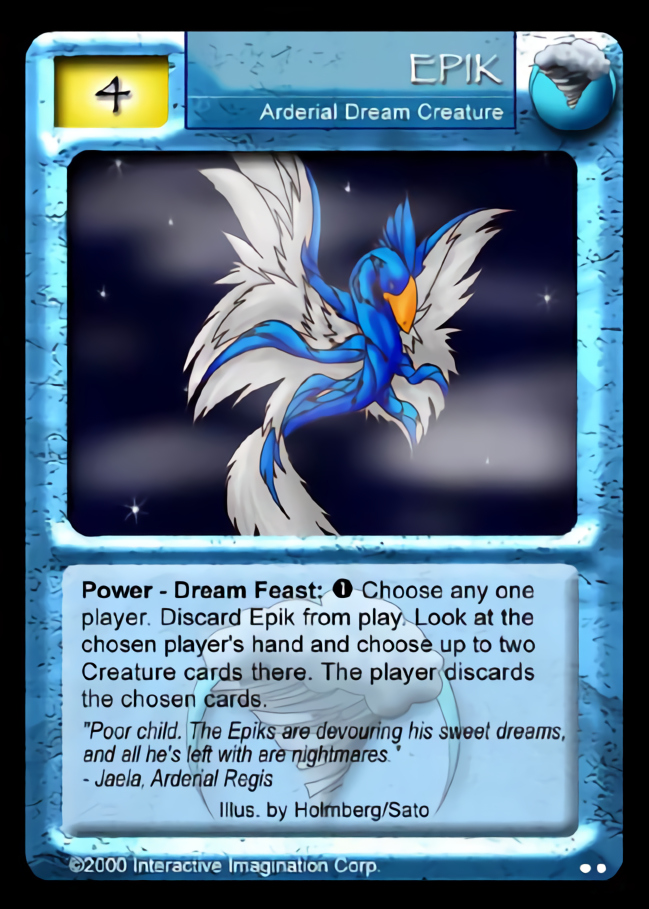 4
EPIK
Arderial Dream Creature
Power - Dream Feast: ❶ Choose any one
player. Discard Epik from play. Look at the
chosen player's hand and choose up to two
Creature cards there. The player discards
the chosen cards.
"Poor child. The Epiks are devouring his sweet dreams,
and all he's left with are nightmares."
- Jaela, Arderial Regis
Illus. by Holmberg/Sato
©2000 Interactive Imagination Corp.